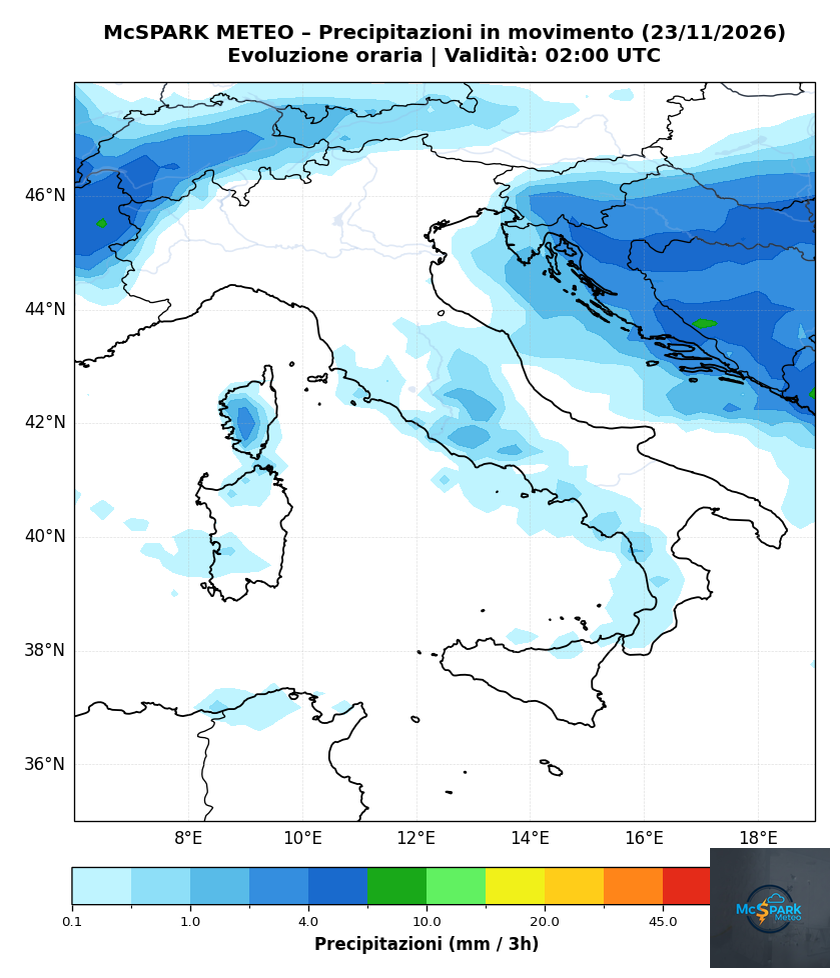 McSPARK METEO – Precipitazioni in movimento (23/11/2026)
Evoluzione oraria | Validità: 02:00 UTC
46°N
44°N
42°N
40°N
38°N
36°N
8°E 10°E 12°E 14°E 16°E 18°E
0.1 1.0 4.0 10.0 20.0 45.0
Precipitazioni (mm / 3h)
McSPARK
Meteo